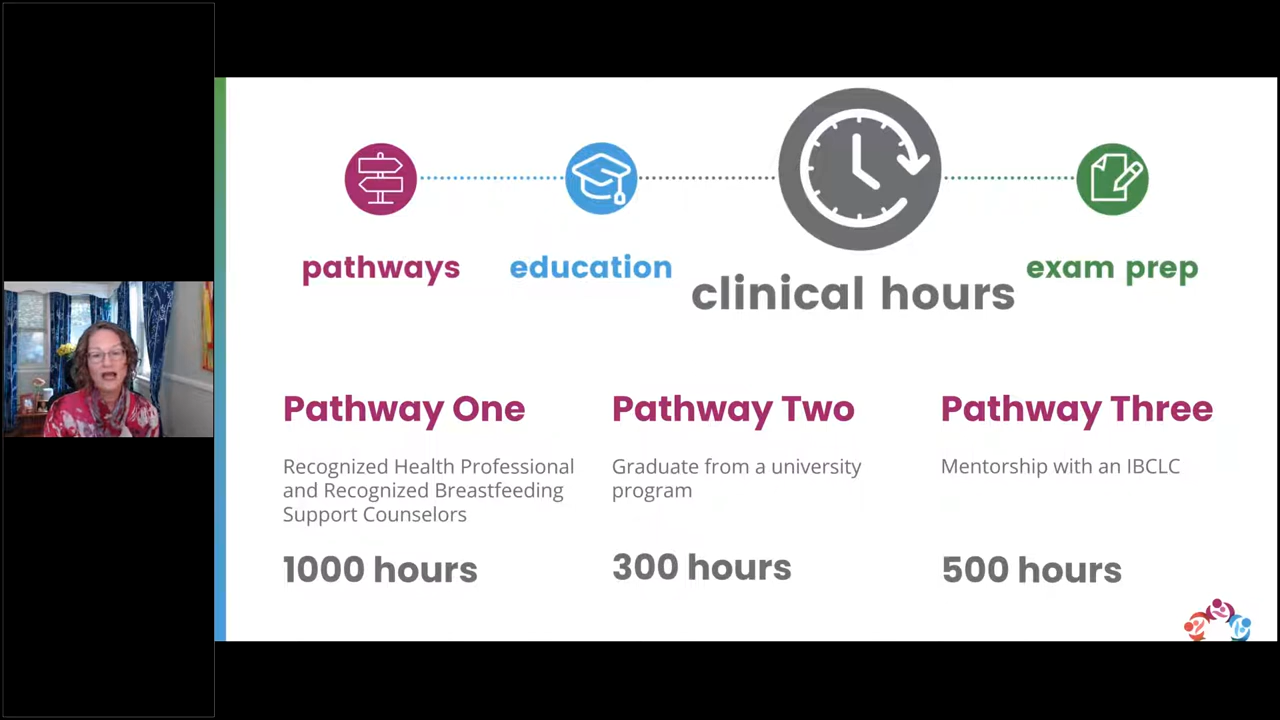 pathways
education
clinical hours
exam prep
Pathway One
Recognized Health Professional
and Recognized Breastfeeding
Support Counselors
1000 hours
Pathway Two
Graduate from a university
program
300 hours
Pathway Three
Mentorship with an IBCLC
500 hours